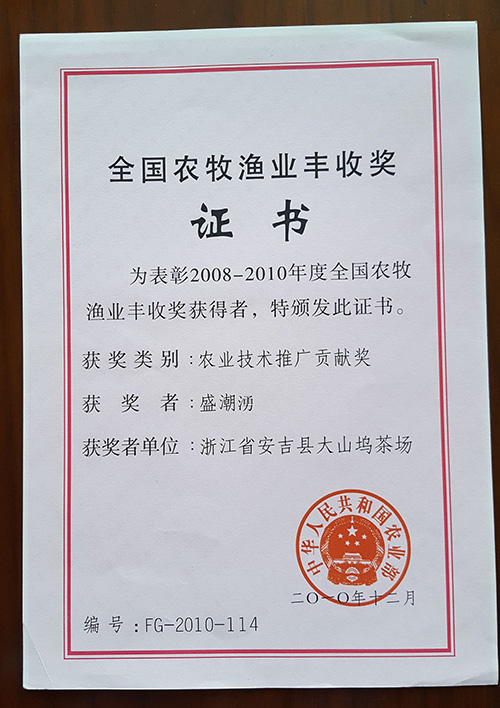 全国农牧渔业丰收奖
证书
为表彰2008-2010年度全国农牧
渔业丰收奖获得者，特颁发此证书。
获奖类别：农业技术推广贡献奖
获奖者：盛潮湧
获奖者单位：浙江省安吉县大山坞茶场
中华人民共和国农业部
二〇一〇年十二月
编号：FG-2010-114